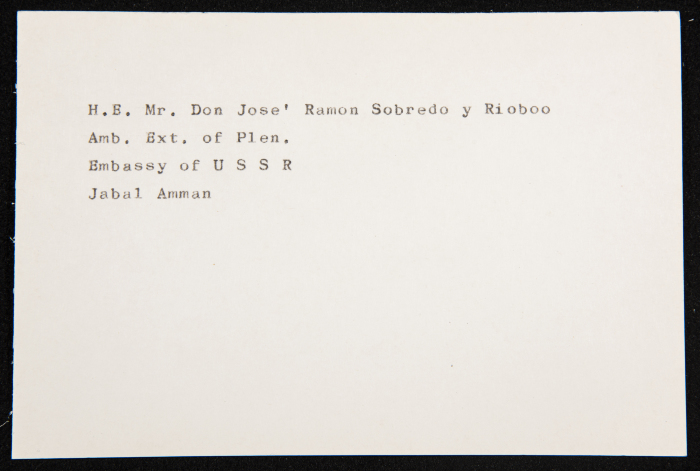 H.E. Mr. Don Jose' Ramon Sobredo y Rioboo
Amb. Ext. of Plen.
Embassy of U S S R
Jabal Amman